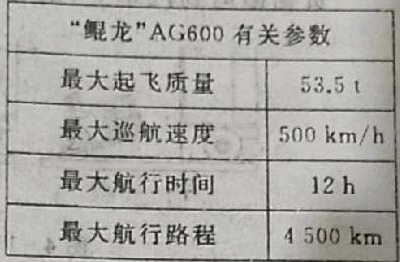 “鲲龙”AG600 有关参数
最大起飞质量 53.5 t
最大巡航速度 500 km/h
最大航行时间 12 h
最大航行路程 4 500 km